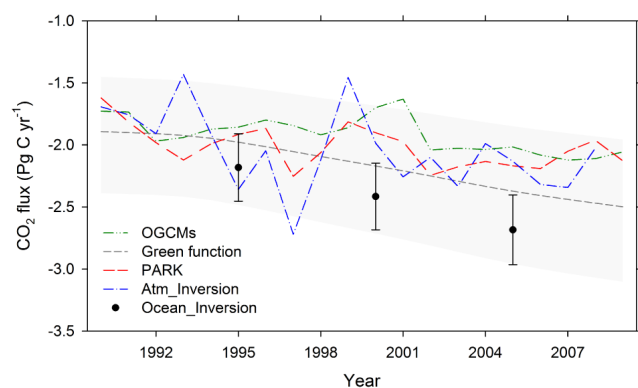 -1.0
-1.5
-2.0
-2.5
-3.0
-3.5
CO₂ flux (Pg C yr⁻¹)
OGCMs
Green function
PARK
Atm_Inversion
Ocean_Inversion
1992 1995 1998 2001 2004 2007
Year